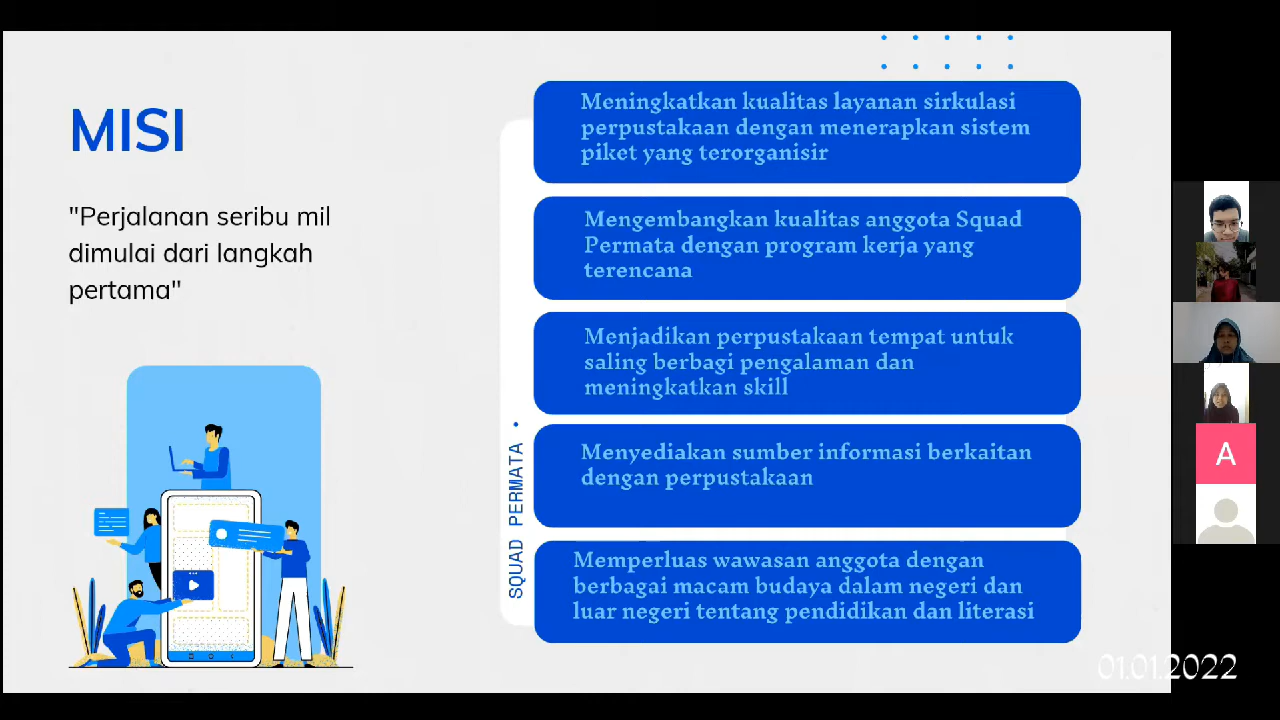 MISI
"Perjalanan seribu mil
dimulai dari langkah
pertama"
SQUAD PERMATA •
Meningkatkan kualitas layanan sirkulasi
perpustakaan dengan menerapkan sistem
piket yang terorganisir
Mengembangkan kualitas anggota Squad
Permata dengan program kerja yang
terencana
Menjadikan perpustakaan tempat untuk
saling berbagi pengalaman dan
meningkatkan skill
Menyediakan sumber informasi berkaitan
dengan perpustakaan
Memperluas wawasan anggota dengan
berbagai macam budaya dalam negeri dan
luar negeri tentang pendidikan dan literasi
A
01.01.2022